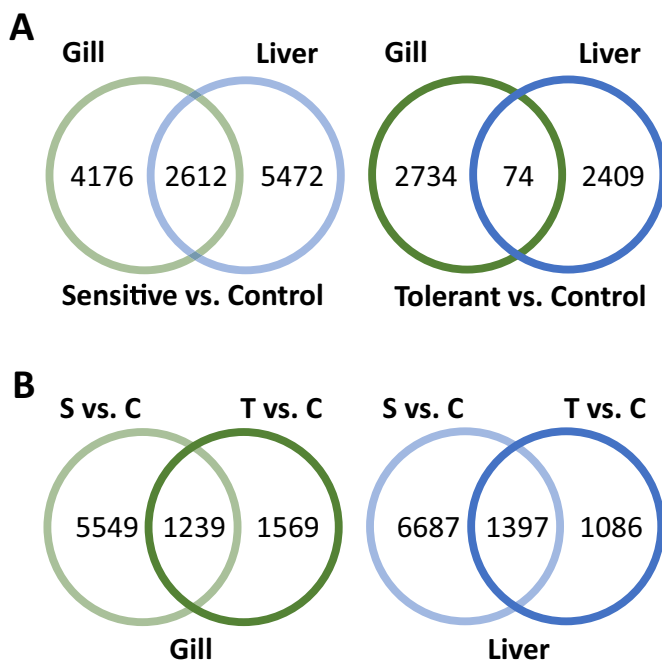 A
Gill Liver Gill Liver
4176 2612 5472 2734 74 2409
Sensitive vs. Control Tolerant vs. Control
B
S vs. C T vs. C S vs. C T vs. C
5549 1239 1569 6687 1397 1086
Gill Liver